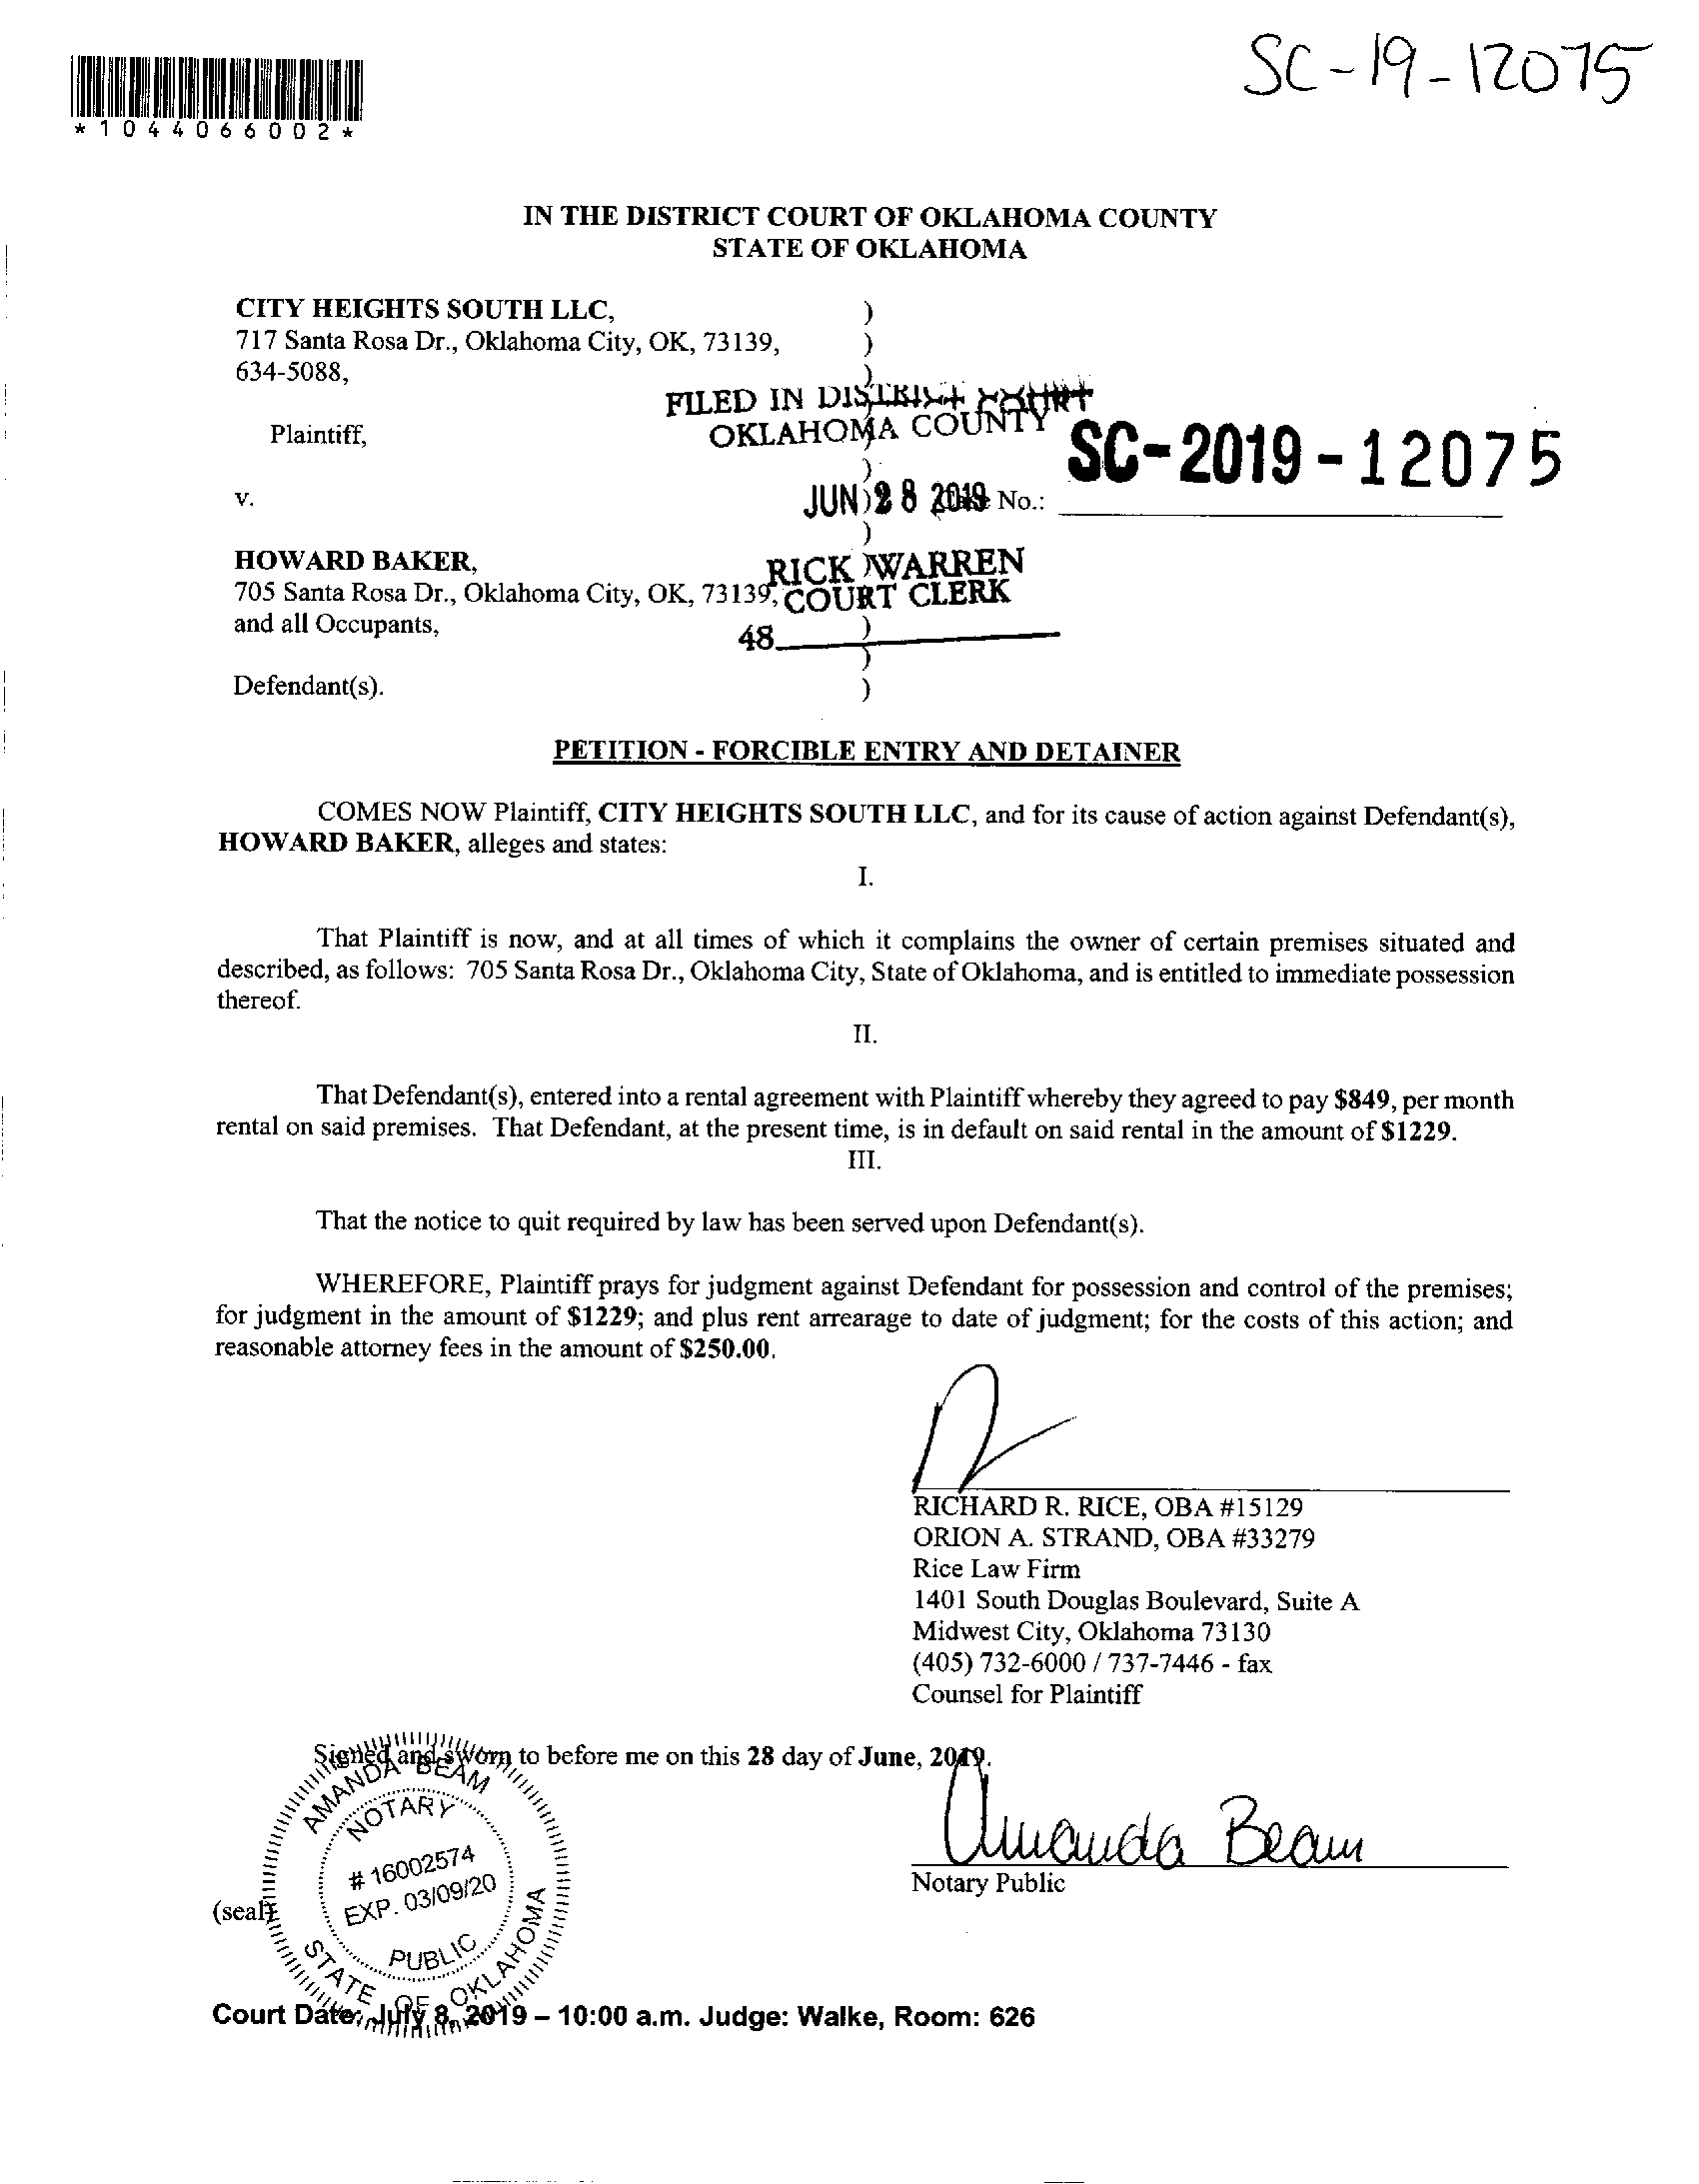 SC-19-12075
*1044066002*
IN THE DISTRICT COURT OF OKLAHOMA COUNTY
STATE OF OKLAHOMA
CITY HEIGHTS SOUTH LLC, )
717 Santa Rosa Dr., Oklahoma City, OK, 73139, )
634-5088, )
FILED IN DISTRICT COURT
Plaintiff, OKLAHOMA COUNTY
)
SC-2019-12075
v. JUN 28 2019 Case No.:
)
HOWARD BAKER, RICK WARREN
705 Santa Rosa Dr., Oklahoma City, OK, 73139, COURT CLERK
and all Occupants, )
48
)
Defendant(s). )
PETITION - FORCIBLE ENTRY AND DETAINER
COMES NOW Plaintiff, CITY HEIGHTS SOUTH LLC, and for its cause of action against Defendant(s),
HOWARD BAKER, alleges and states:
I.
That Plaintiff is now, and at all times of which it complains the owner of certain premises situated and
described, as follows: 705 Santa Rosa Dr., Oklahoma City, State of Oklahoma, and is entitled to immediate possession
thereof.
II.
That Defendant(s), entered into a rental agreement with Plaintiff whereby they agreed to pay $849, per month
rental on said premises. That Defendant, at the present time, is in default on said rental in the amount of $1229.
III.
That the notice to quit required by law has been served upon Defendant(s).
WHEREFORE, Plaintiff prays for judgment against Defendant for possession and control of the premises;
for judgment in the amount of $1229; and plus rent arrearage to date of judgment; for the costs of this action; and
reasonable attorney fees in the amount of $250.00.
RICHARD R. RICE, OBA #15129
ORION A. STRAND, OBA #33279
Rice Law Firm
1401 South Douglas Boulevard, Suite A
Midwest City, Oklahoma 73130
(405) 732-6000 / 737-7446 - fax
Counsel for Plaintiff
Signed and sworn to before me on this 28 day of June, 2019.
Amanda Beam
Notary Public
AMANDA BEAM
NOTARY
# 16002574
EXP. 03/09/20
PUBLIC
STATE OF OKLAHOMA
(seal)
Court Date: July 8, 2019 – 10:00 a.m. Judge: Walke, Room: 626